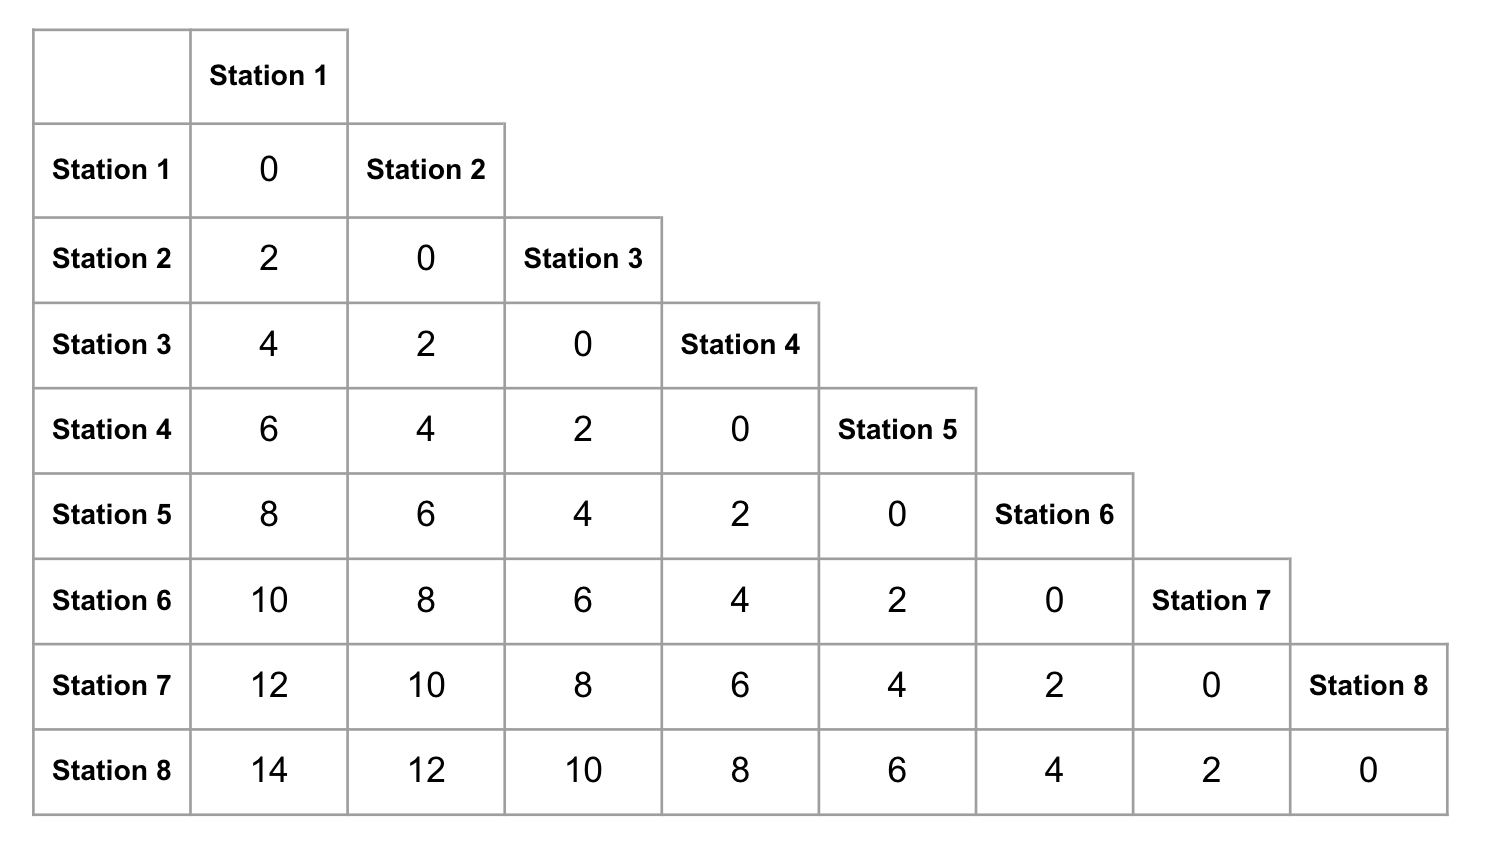 Station 1
Station 1 0 Station 2
Station 2 2 0 Station 3
Station 3 4 2 0 Station 4
Station 4 6 4 2 0 Station 5
Station 5 8 6 4 2 0 Station 6
Station 6 10 8 6 4 2 0 Station 7
Station 7 12 10 8 6 4 2 0 Station 8
Station 8 14 12 10 8 6 4 2 0